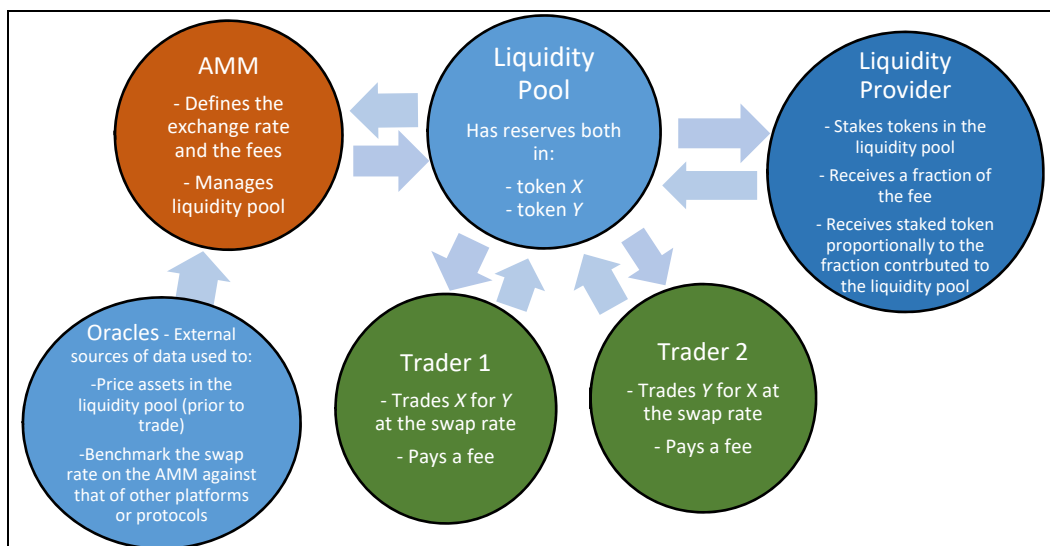 AMM
- Defines the
exchange rate
and the fees
- Manages
liquidity pool
Liquidity
Pool
Has reserves both
in:
- token X
- token Y
Liquidity
Provider
- Stakes tokens in the
liquidity pool
- Receives a fraction of
the fee
- Receives staked token
proportionally to the
fraction contrbuted to
the liquidity pool
Oracles - External
sources of data used to:
-Price assets in the
liquidity pool (prior to
trade)
-Benchmark the swap
rate on the AMM against
that of other platforms
or protocols
Trader 1
- Trades X for Y
at the swap rate
- Pays a fee
Trader 2
- Trades Y for X at
the swap rate
- Pays a fee